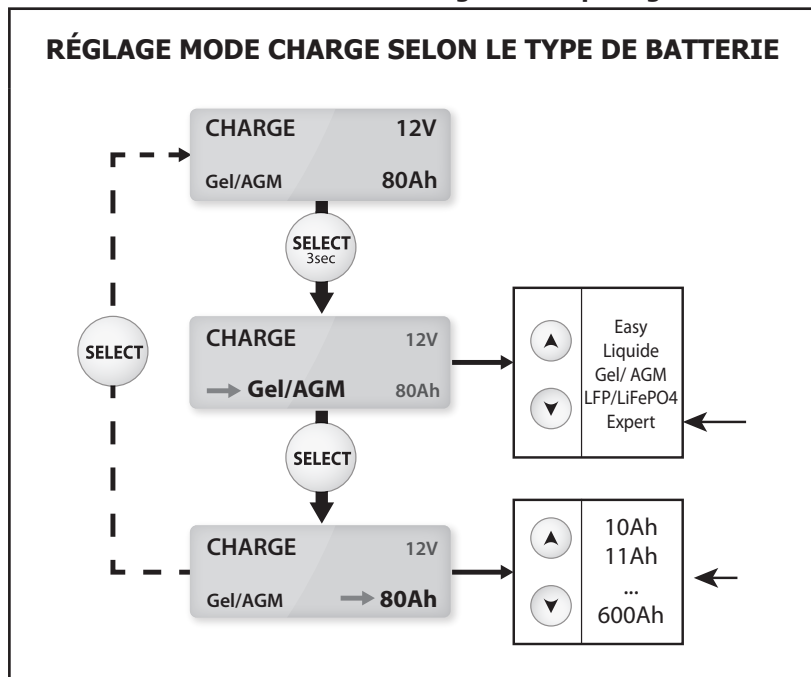 RÉGLAGE MODE CHARGE SELON LE TYPE DE BATTERIE
CHARGE 12V
Gel/AGM 80Ah
SELECT
3sec
CHARGE 12V
Gel/AGM 80Ah
Easy
Liquide
Gel/ AGM
LFP/LiFePO4
Expert
SELECT
SELECT
CHARGE 12V
Gel/AGM 80Ah
10Ah
11Ah
...
600Ah